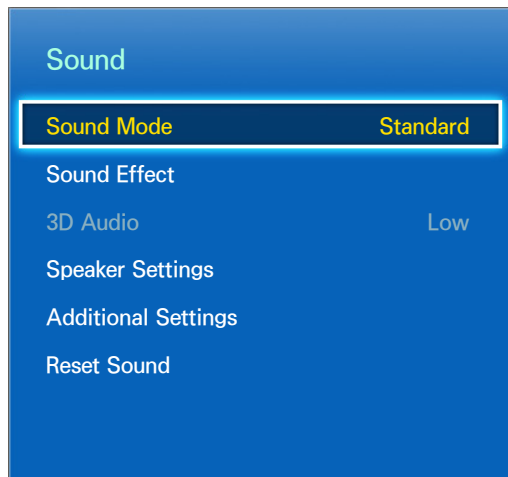 Sound
Sound Mode Standard
Sound Effect
3D Audio Low
Speaker Settings
Additional Settings
Reset Sound